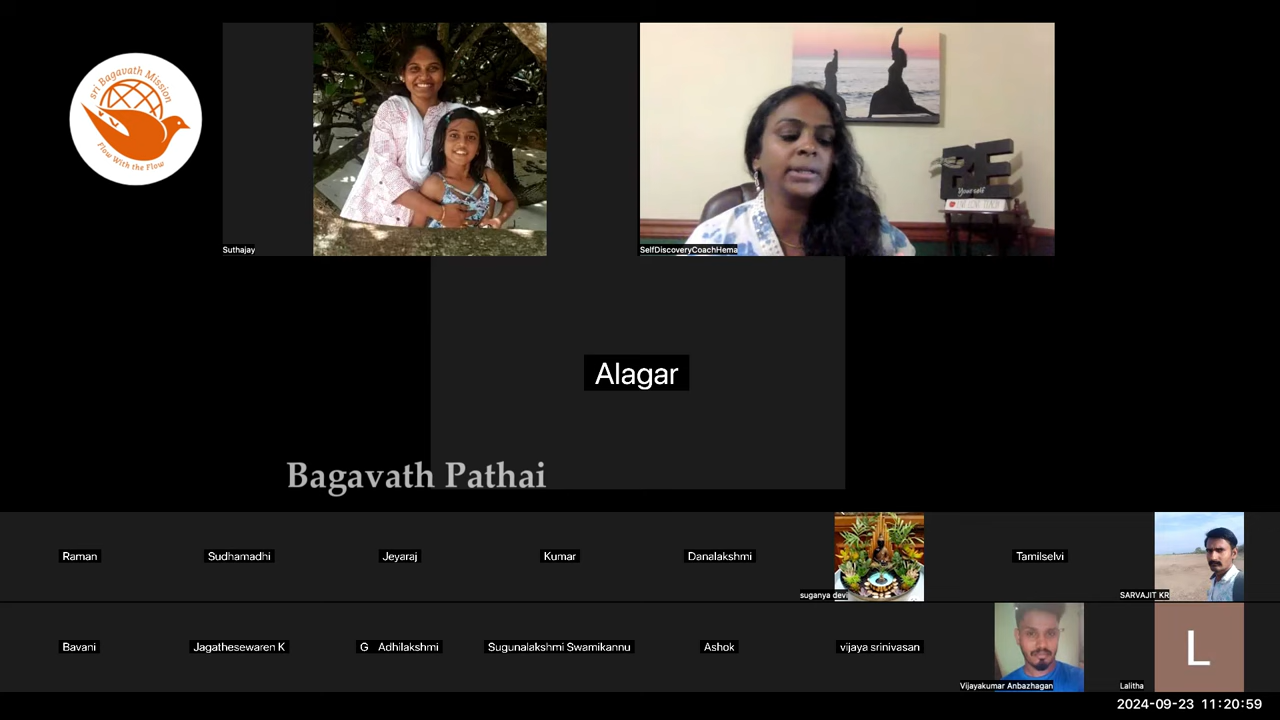 sri Bagavath Mission
Flow With the Flow
Suthajay
SelfDiscoveryCoachHema
BE
Yourself
Alagar
Bagavath Pathai
Raman
Sudhamadhi
Jeyaraj
Kumar
Danalakshmi
suganya devi
Tamilselvi
SARVAJIT KR
Bavani
Jagathesewaren K
G Adhilakshmi
Sugunalakshmi Swamikannu
Ashok
vijaya srinivasan
Vijayakumar Anbazhagan
L
Lalitha
2024-09-23 11:20:59